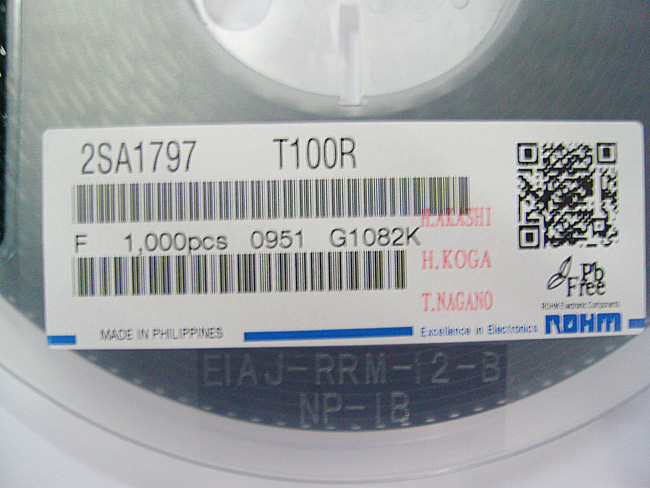 2SA1797 T100R
H.AKASHI
F 1,000pcs 0951 G1082K
H.KOGA
Pb
Free
T.NAGANO
ROHM Electronic Components
MADE IN PHILIPPINES
Excellence in Electronics
ROHM
EIAJ-RRM-12-B
NP-1B